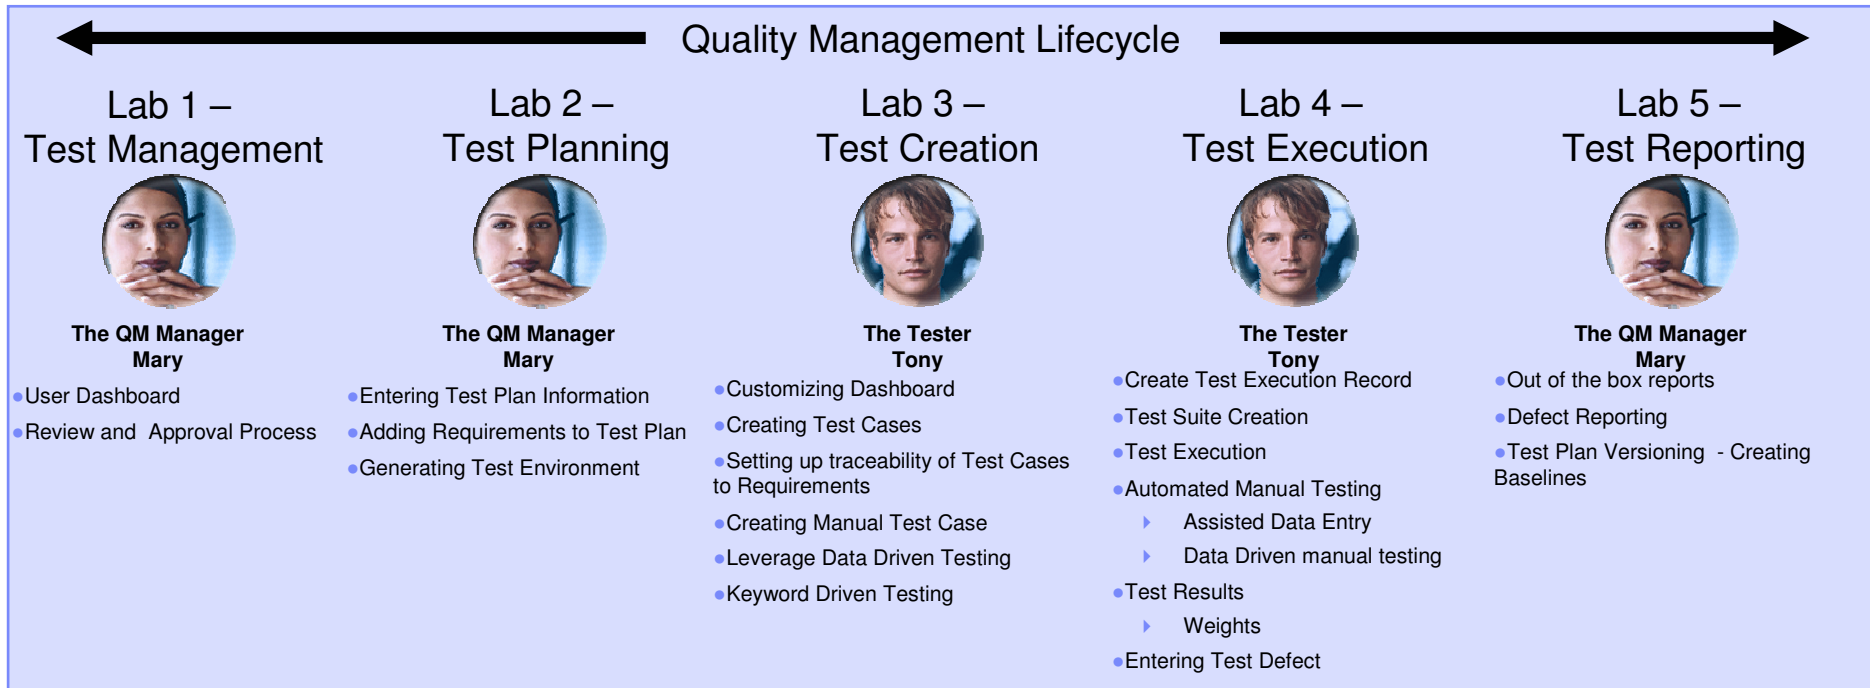 Quality Management Lifecycle
Lab 1 –
Test Management
The QM Manager
Mary
●User Dashboard
●Review and  Approval Process
Lab 2 –
Test Planning
The QM Manager
Mary
●Entering Test Plan Information
●Adding Requirements to Test Plan
●Generating Test Environment
Lab 3 –
Test Creation
The Tester
Tony
●Customizing Dashboard
●Creating Test Cases
●Setting up traceability of Test Cases
to Requirements
●Creating Manual Test Case
●Leverage Data Driven Testing
●Keyword Driven Testing
Lab 4 –
Test Execution
The Tester
Tony
●Create Test Execution Record
●Test Suite Creation
●Test Execution
●Automated Manual Testing
Assisted Data Entry
Data Driven manual testing
●Test Results
Weights
●Entering Test Defect
Lab 5 –
Test Reporting
The QM Manager
Mary
●Out of the box reports
●Defect Reporting
●Test Plan Versioning  - Creating
Baselines